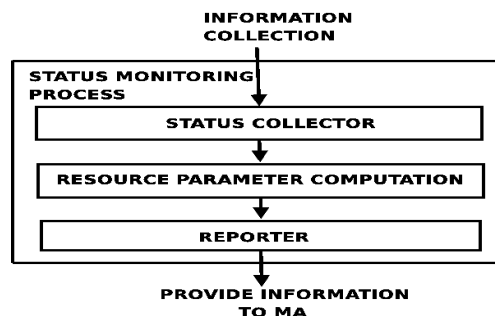 INFORMATION
COLLECTION
STATUS MONITORING
PROCESS
STATUS COLLECTOR
RESOURCE PARAMETER COMPUTATION
REPORTER
PROVIDE INFORMATION
TO MA